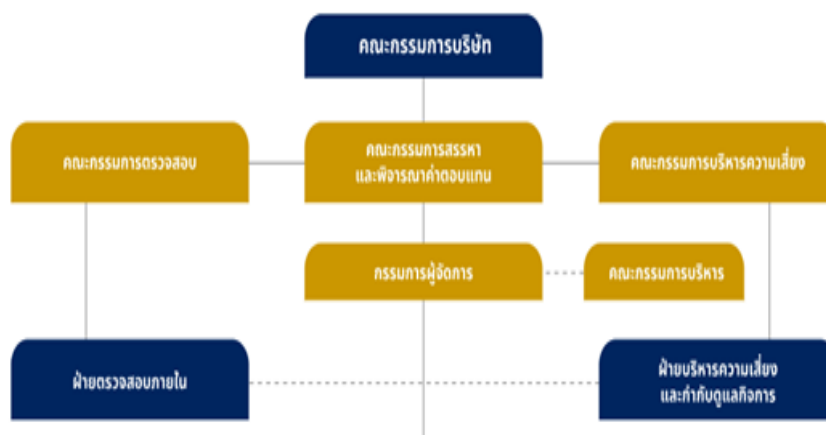 คณะกรรมการบริษัท
คณะกรรมการตรวจสอบ
คณะกรรมการสรรหา
และพิจารณาค่าตอบแทน
คณะกรรมการบริหารความเสี่ยง
กรรมการผู้จัดการ
คณะกรรมการบริหาร
ฝ่ายตรวจสอบภายใน
ฝ่ายบริหารความเสี่ยง
และกำกับดูแลกิจการ